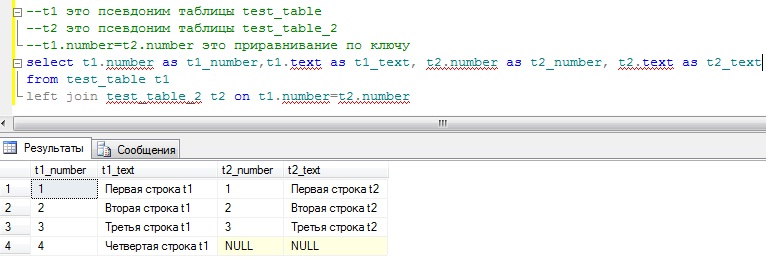 --t1 это псевдоним таблицы test_table
--t2 это псевдоним таблицы test_table_2
--t1.number=t2.number это приравнивание по ключу
select t1.number as t1_number,t1.text as t1_text, t2.number as t2_number, t2.text as t2_text
from test_table t1
left join test_table_2 t2 on t1.number=t2.number
Результаты Сообщения
t1_number t1_text t2_number t2_text
1 1 Первая строка t1 1 Первая строка t2
2 2 Вторая строка t1 2 Вторая строка t2
3 3 Третья строка t1 3 Третья строка t2
4 4 Четвертая строка t1 NULL NULL